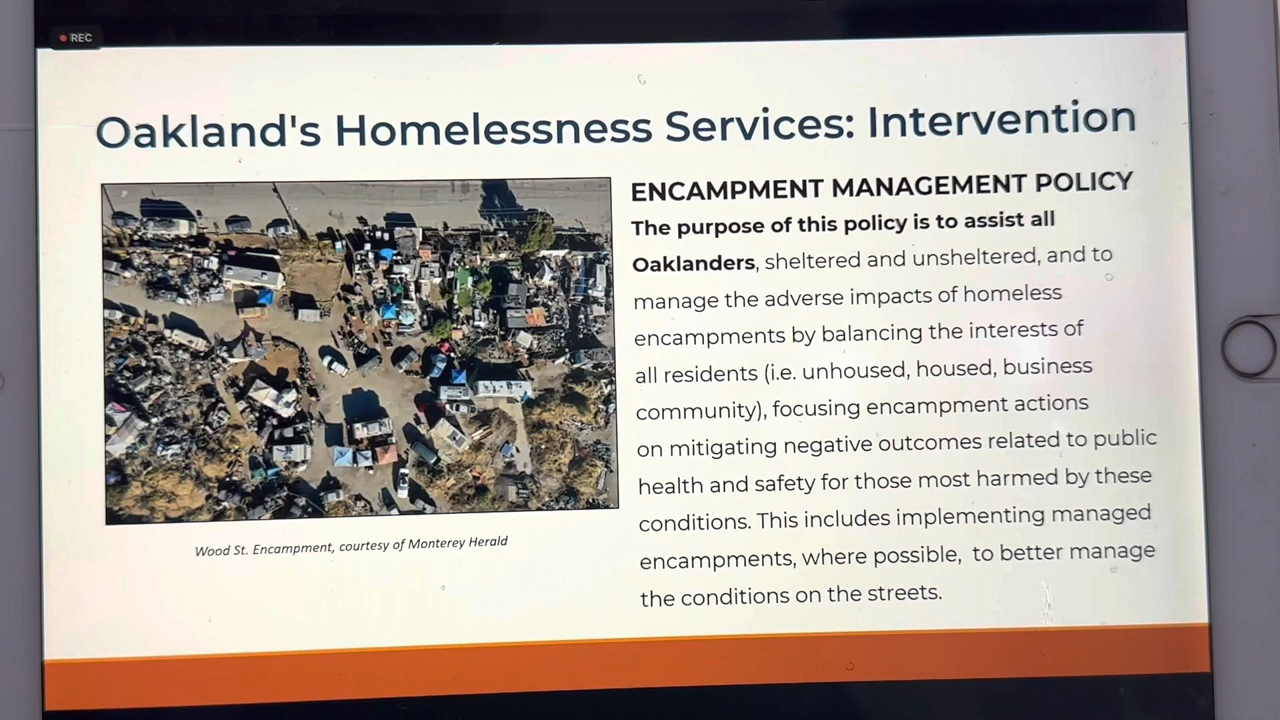 REC
Oakland's Homelessness Services: Intervention
ENCAMPMENT MANAGEMENT POLICY
The purpose of this policy is to assist all
Oaklanders, sheltered and unsheltered, and to
manage the adverse impacts of homeless
encampments by balancing the interests of
all residents (i.e. unhoused, housed, business
community), focusing encampment actions
on mitigating negative outcomes related to public
health and safety for those most harmed by these
conditions. This includes implementing managed
encampments, where possible, to better manage
the conditions on the streets.
Wood St. Encampment, courtesy of Monterey Herald